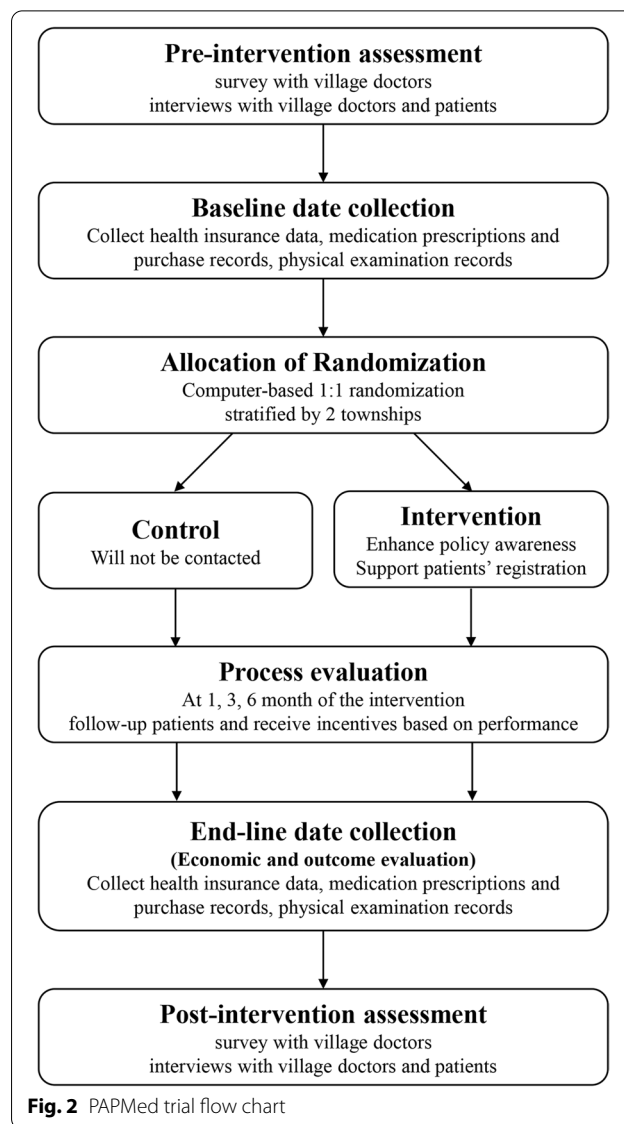 Pre-intervention assessment
survey with village doctors
interviews with village doctors and patients
Baseline date collection
Collect health insurance data, medication prescriptions and
purchase records, physical examination records
Allocation of Randomization
Computer-based 1:1 randomization
stratified by 2 townships
Control
Will not be contacted
Intervention
Enhance policy awareness
Support patients' registration
Process evaluation
At 1, 3, 6 month of the intervention
follow-up patients and receive incentives based on performance
End-line date collection
(Economic and outcome evaluation)
Collect health insurance data, medication prescriptions and
purchase records, physical examination records
Post-intervention assessment
survey with village doctors
interviews with village doctors and patients
Fig. 2 PAPMed trial flow chart